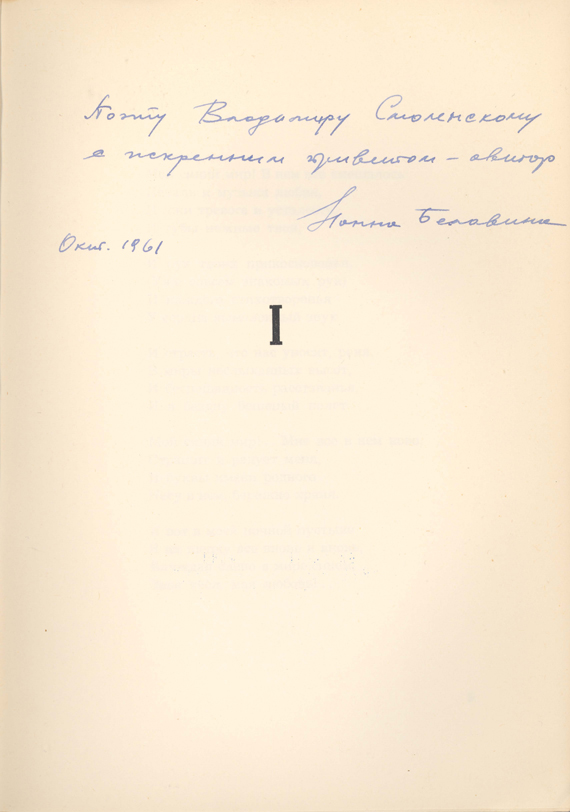 Поэту Владимиру Смоленскому
с искренним приветом – автор
Нонна Белавина
Окт. 1961
I